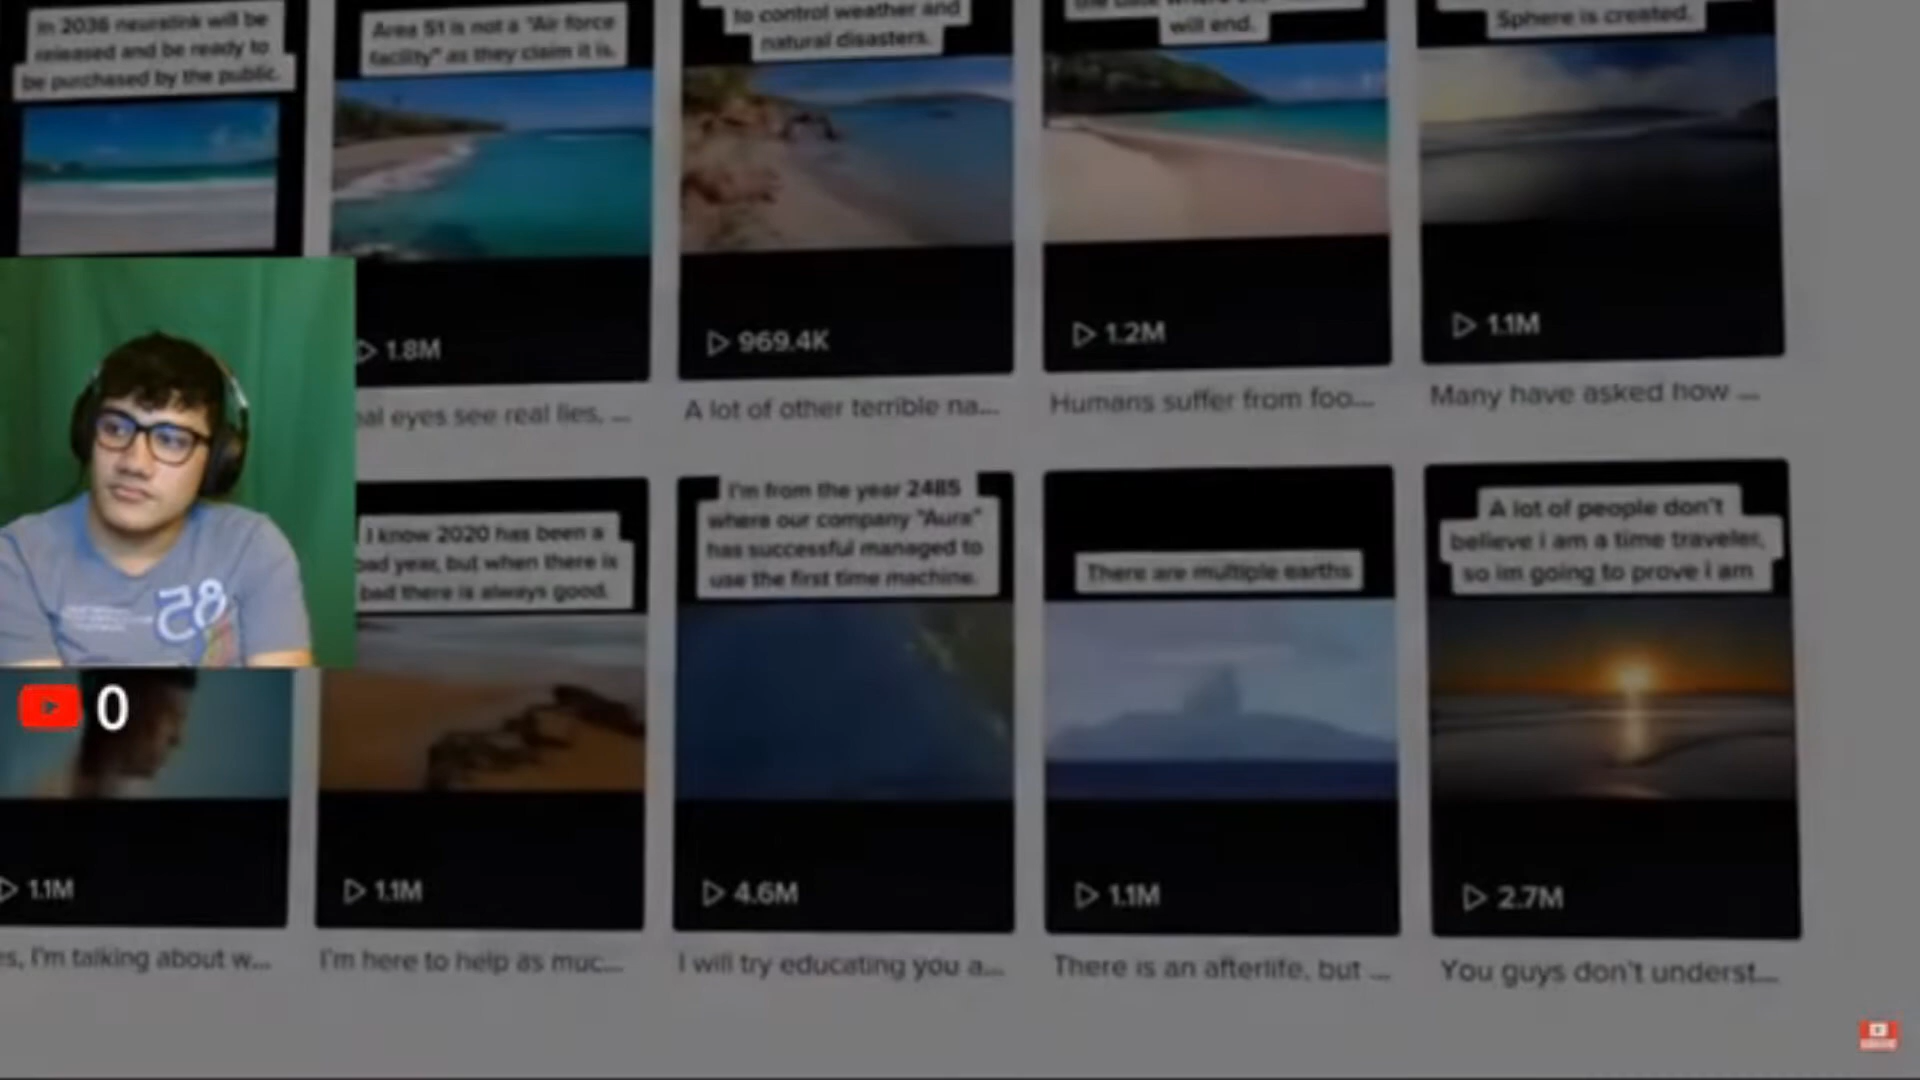 In 2036 neuralink will be
released and be ready to
be purchased by the public.
Area 51 is not a "Air force
facility" as they claim it is.
to control weather and
natural disasters.
will end.
Sphere is created.
1.8M
969.4K
1.2M
1.1M
al eyes see real lies, ...
A lot of other terrible na...
Humans suffer from foo...
Many have asked how ...
58
I know 2020 has been a
bad year, but when there is
bad there is always good.
I'm from the year 2485
where our company "Aura"
has successful managed to
use the first time machine.
There are multiple earths
A lot of people don't
believe i am a time traveler,
so im going to prove i am
0
1.1M
1.1M
4.6M
1.1M
2.7M
es, I'm talking about w...
I'm here to help as muc...
I will try educating you a...
There is an afterlife, but ...
You guys don't underst...